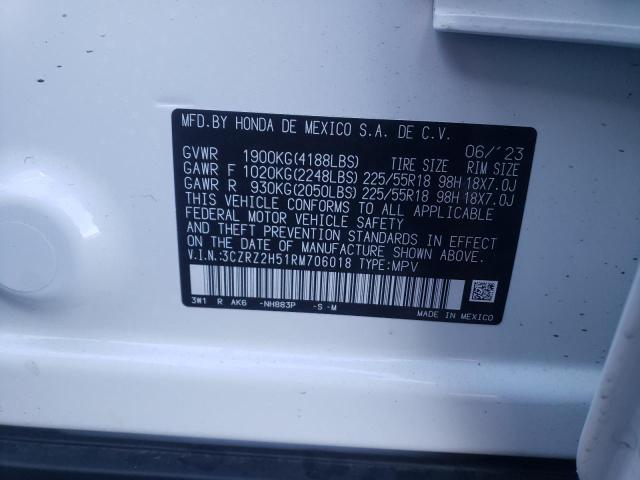 MFD.BY HONDA DE MEXICO S.A. DE C.V.
06/'23
GVWR 1900KG(4188LBS) TIRE SIZE RIM SIZE
GAWR F 1020KG(2248LBS) 225/55R18 98H 18X7.0J
GAWR R 930KG(2050LBS) 225/55R18 98H 18X7.0J
THIS VEHICLE CONFORMS TO ALL APPLICABLE
FEDERAL MOTOR VEHICLE SAFETY
AND THEFT PREVENTION STANDARDS IN EFFECT
ON THE DATE OF MANUFACTURE SHOWN ABOVE.
V.I.N.:3CZRZ2H51RM706018 TYPE:MPV
3W1 R AK6 -NH883P -S-M
MADE IN MEXICO